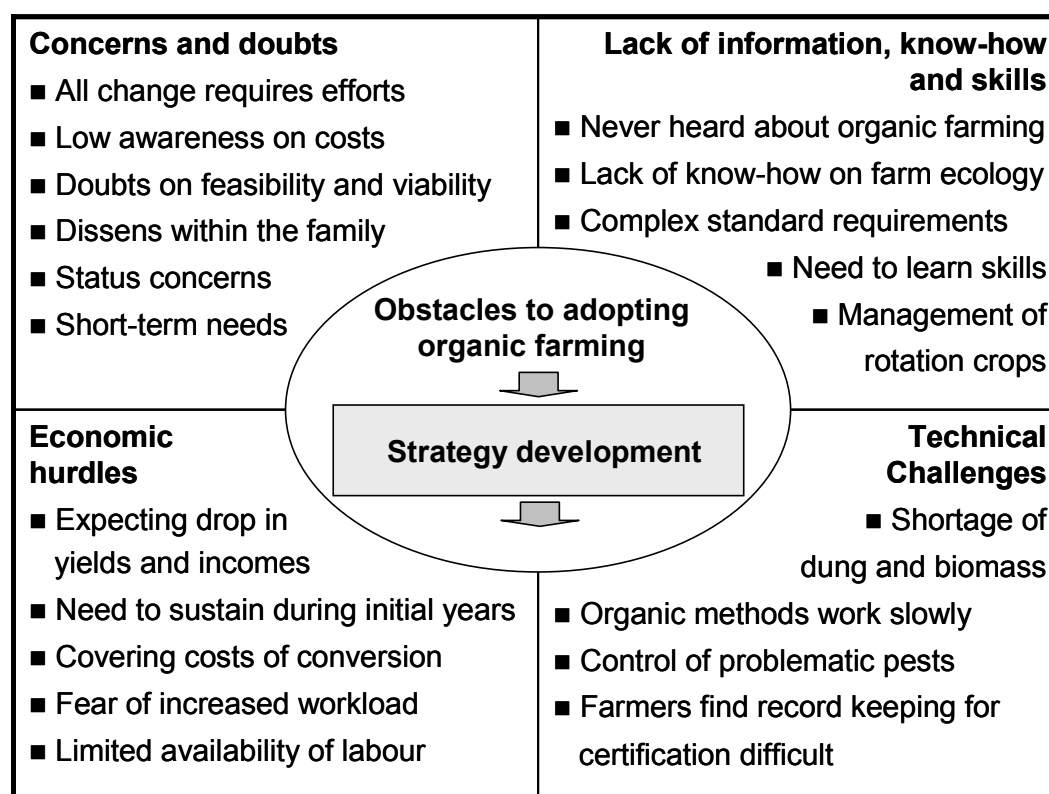 Concerns and doubts
■ All change requires efforts
■ Low awareness on costs
■ Doubts on feasibility and viability
■ Dissens within the family
■ Status concerns
■ Short-term needs
Lack of information, know-how
and skills
■ Never heard about organic farming
■ Lack of know-how on farm ecology
■ Complex standard requirements
■ Need to learn skills
■ Management of
rotation crops
Obstacles to adopting
organic farming
Strategy development
Economic
hurdles
■ Expecting drop in
yields and incomes
■ Need to sustain during initial years
■ Covering costs of conversion
■ Fear of increased workload
■ Limited availability of labour
Technical
Challenges
■ Shortage of
dung and biomass
■ Organic methods work slowly
■ Control of problematic pests
■ Farmers find record keeping for
certification difficult